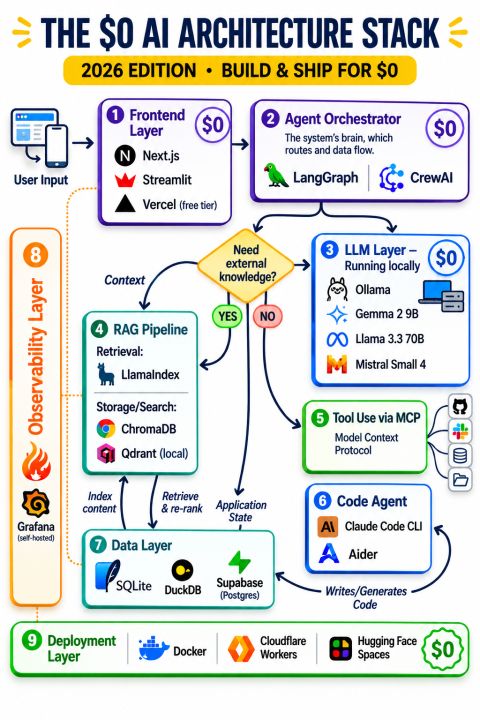 THE $0 AI ARCHITECTURE STACK
2026 EDITION • BUILD & SHIP FOR $0
User Input
1 Frontend
Layer
$0
Next.js
Streamlit
Vercel (free tier)
2 Agent Orchestrator
$0
The system's brain, which
routes and data flow.
LangGraph
CrewAI
Need
external
knowledge?
Context
YES
NO
3 LLM Layer –
Running locally
$0
Ollama
Gemma 2 9B
Llama 3.3 70B
Mistral Small 4
4 RAG Pipeline
Retrieval:
LlamaIndex
Storage/Search:
ChromaDB
Qdrant (local)
5 Tool Use via MCP
Model Context
Protocol
6 Code Agent
AI Claude Code CLI
Aider
Index
content
Retrieve
& re-rank
Application
State
7 Data Layer
SQLite
DuckDB
Supabase
(Postgres)
Writes/Generates
Code
8 Observability Layer
Grafana
(self-hosted)
9 Deployment
Layer
Docker
Cloudflare
Workers
Hugging Face
Spaces
$0